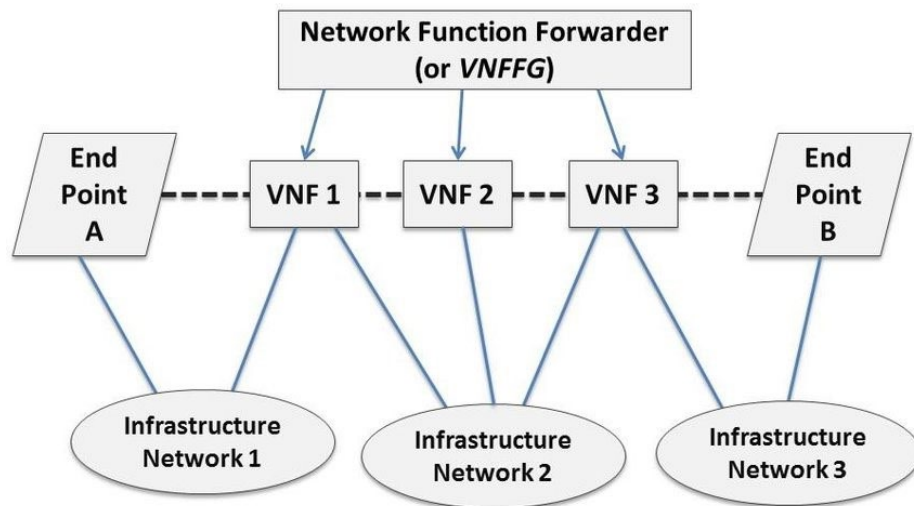 Network Function Forwarder
(or VNFFG)
End
Point
A
VNF 1
VNF 2
VNF 3
End
Point
B
Infrastructure
Network 1
Infrastructure
Network 2
Infrastructure
Network 3